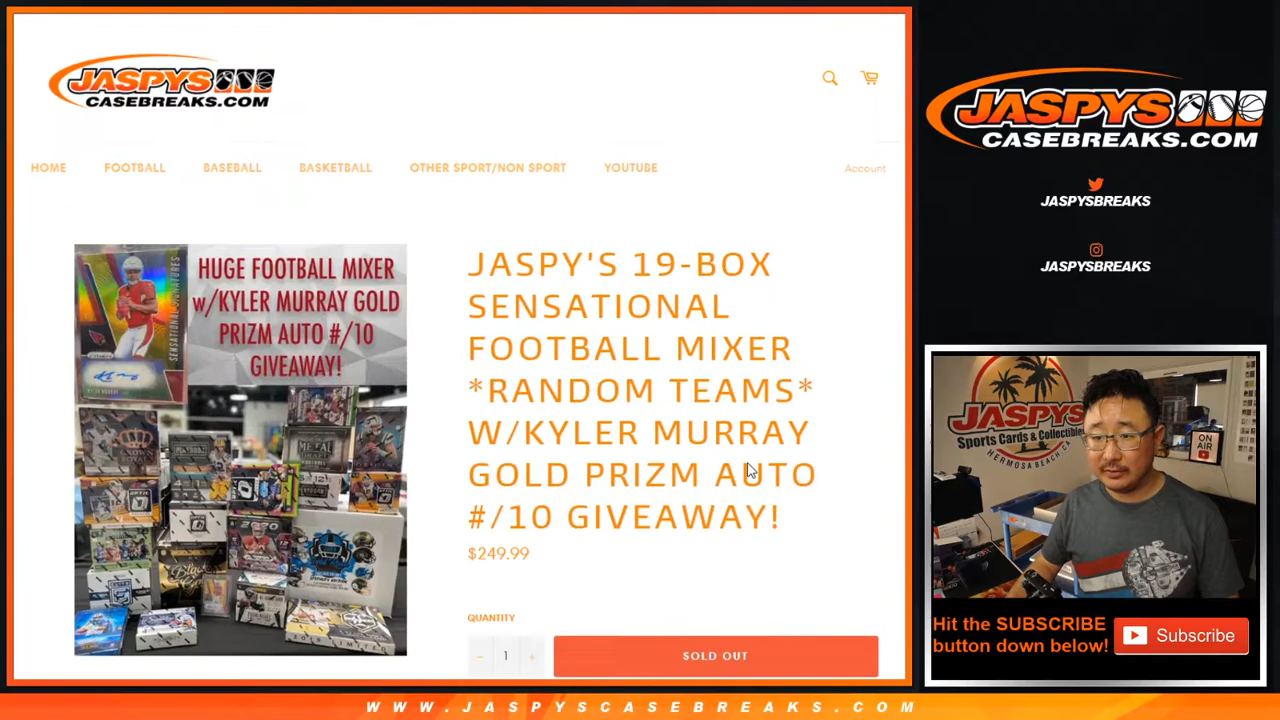 JASPYS
CASEBREAKS.COM
HOME FOOTBALL BASEBALL BASKETBALL OTHER SPORT/NON SPORT YOUTUBE Account
HUGE FOOTBALL MIXER
w/KYLER MURRAY GOLD
PRIZM AUTO #/10
GIVEAWAY!
SENSATIONAL SIGNATURES
JASPY'S 19-BOX
SENSATIONAL
FOOTBALL MIXER
*RANDOM TEAMS*
W/KYLER MURRAY
GOLD PRIZM AUTO
#/10 GIVEAWAY!
$249.99
QUANTITY
− 1 +
SOLD OUT
JASPYS
CASEBREAKS.COM
JASPYSBREAKS
JASPYSBREAKS
JASPYS
Sports Cards & Collectibles
HERMOSA BEACH, CA
ON
AIR
Hit the SUBSCRIBE
button down below!
Subscribe
WWW.JASPYSCASEBREAKS.COM